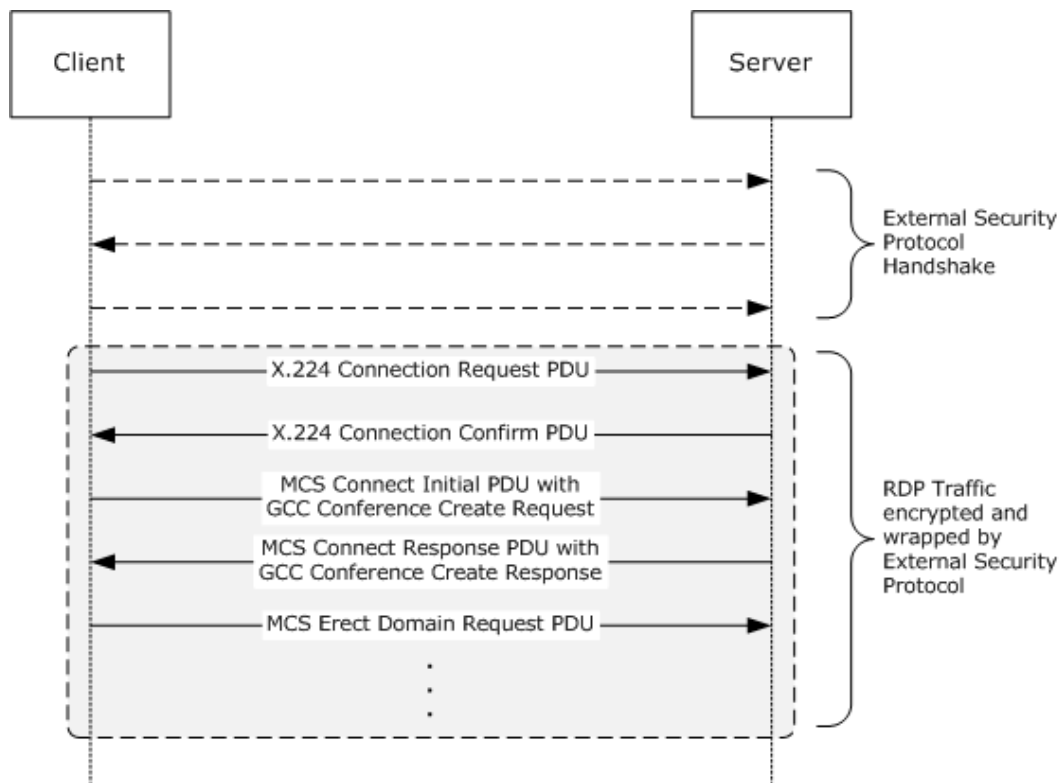 Client
Server
External Security
Protocol
Handshake
X.224 Connection Request PDU
X.224 Connection Confirm PDU
MCS Connect Initial PDU with
GCC Conference Create Request
MCS Connect Response PDU with
GCC Conference Create Response
MCS Erect Domain Request PDU
RDP Traffic
encrypted and
wrapped by
External Security
Protocol